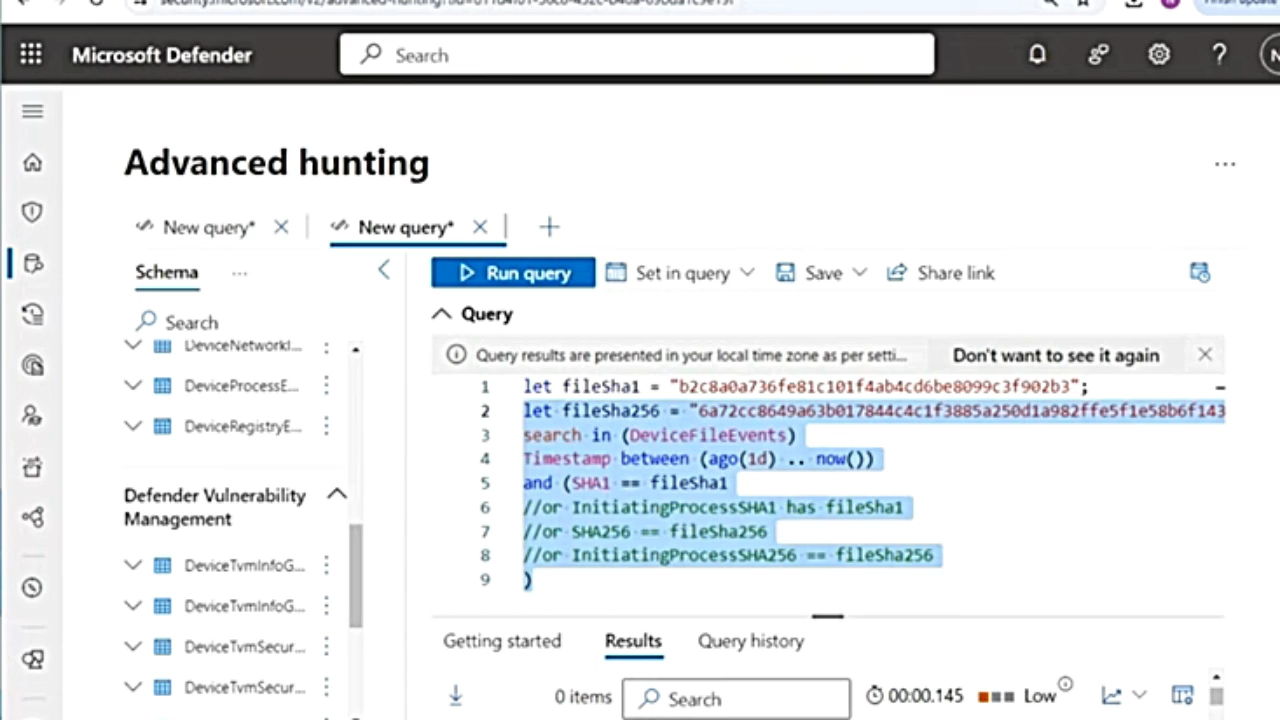 Microsoft Defender
Search
Advanced hunting
...
New query*
New query*
Schema
...
Search
Run query
Set in query
Save
Share link
Query
Query results are presented in your local time zone as per setti...
Don't want to see it again
DeviceNetworkI...
DeviceProcessE...
DeviceRegistryE...
Defender Vulnerability
Management
DeviceTvmInfoG...
DeviceTvmInfoG...
DeviceTvmSecur...
DeviceTvmSecur...
1 let fileSha1 = "b2c8a0a736fe81c101f4ab4cd6be8099c3f902b3";
2 let fileSha256 = "6a72cc8649a63b017844c4c1f3885a250d1a982ffe5f1e58b6f143
3 search in (DeviceFileEvents)
4 Timestamp between (ago(1d) .. now())
5 and (SHA1 == fileSha1
6 //or InitiatingProcessSHA1 has fileSha1
7 //or SHA256 == fileSha256
8 //or InitiatingProcessSHA256 == fileSha256
9 )
Getting started
Results
Query history
0 items
Search
00:00.145
Low